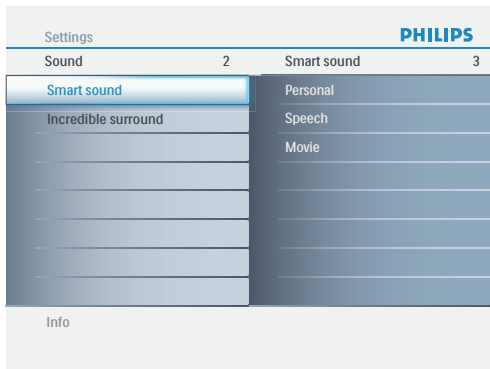 Settings
PHILIPS
Sound 2
Smart sound 3
Smart sound
Personal
Incredible surround
Speech
Movie
Info